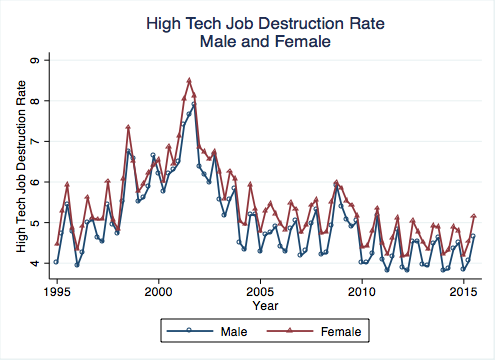 High Tech Job Destruction Rate
Male and Female
High Tech Job Destruction Rate
9
8
7
6
5
4
1995 2000 2005 2010 2015
Year
Male Female